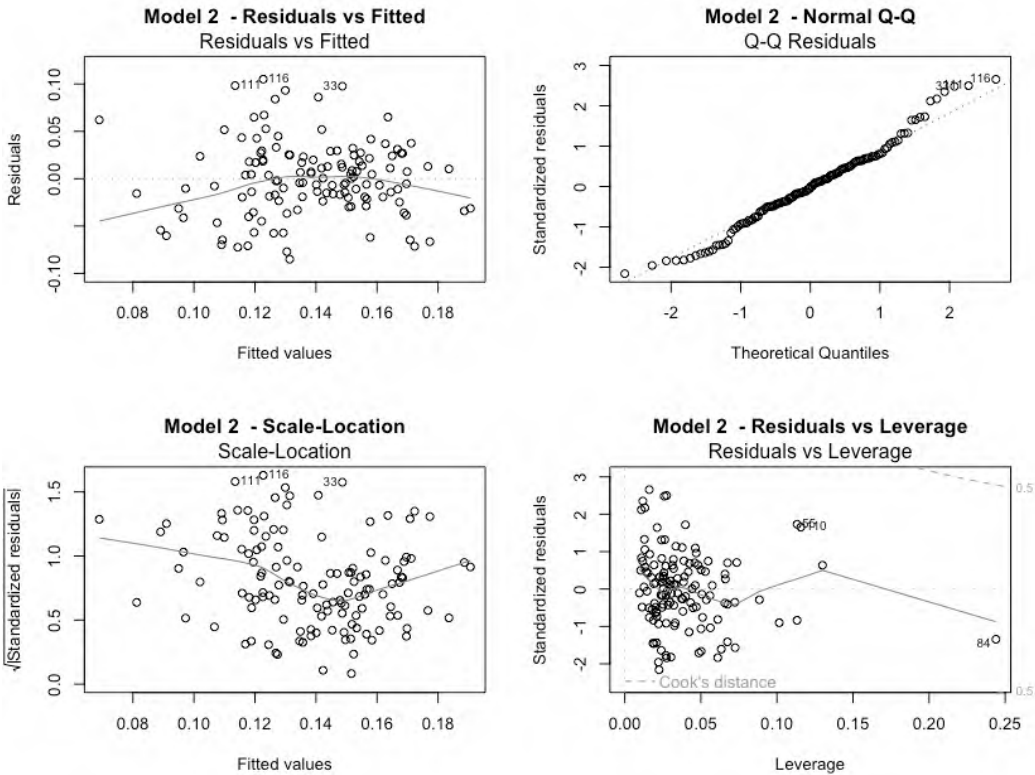 Model 2 - Residuals vs Fitted
Residuals vs Fitted
Residuals
0.10
0.05
0.00
-0.10
111
116
33
0.08 0.10 0.12 0.14 0.16 0.18
Fitted values
Model 2 - Normal Q-Q
Q-Q Residuals
Standardized residuals
3
2
1
0
-1
-2
116
-2 -1 0 1 2
Theoretical Quantiles
Model 2 - Scale-Location
Scale-Location
√|Standardized residuals|
1.5
1.0
0.5
0.0
111
116
33
0.08 0.10 0.12 0.14 0.16 0.18
Fitted values
Model 2 - Residuals vs Leverage
Residuals vs Leverage
Standardized residuals
3
2
1
0
-1
-2
0.5
84
Cook's distance
0.5
0.00 0.05 0.10 0.15 0.20 0.25
Leverage